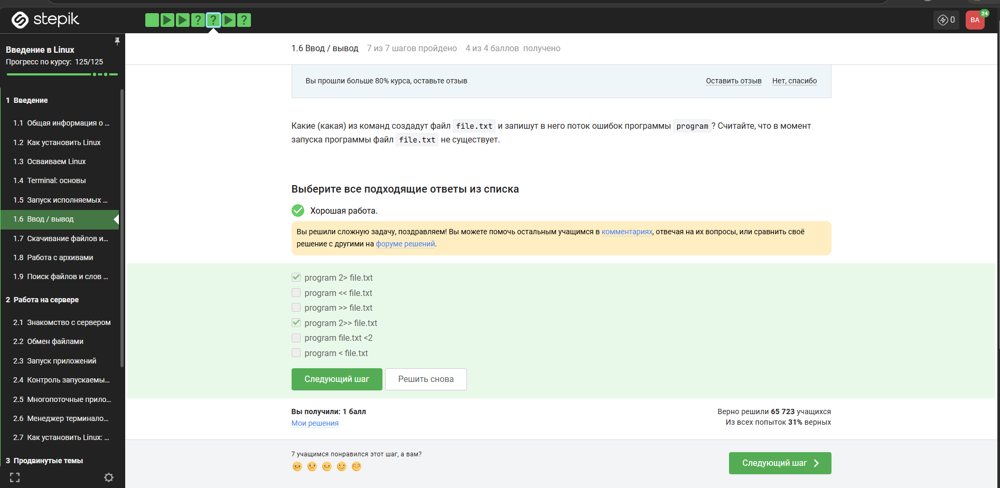 stepik
? ? ?
0
ВА
24
Введение в Linux
Прогресс по курсу: 125/125
1 Введение
1.1 Общая информация о ...
1.2 Как установить Linux
1.3 Осваиваем Linux
1.4 Terminal: основы
1.5 Запуск исполняемых ...
1.6 Ввод / вывод
1.7 Скачивание файлов и...
1.8 Работа с архивами
1.9 Поиск файлов и слов ...
2 Работа на сервере
2.1 Знакомство с сервером
2.2 Обмен файлами
2.3 Запуск приложений
2.4 Контроль запускаемы...
2.5 Многопоточные прило...
2.6 Менеджер терминало...
2.7 Как установить Linux: ...
3 Продвинутые темы
1.6 Ввод / вывод 7 из 7 шагов пройдено 4 из 4 баллов получено
Вы прошли больше 80% курса, оставьте отзыв Оставить отзыв Нет, спасибо
Какие (какая) из команд создадут файл file.txt и запишут в него поток ошибок программы program? Считайте, что в момент
запуска программы файл file.txt не существует.
Выберите все подходящие ответы из списка
Хорошая работа.
Вы решили сложную задачу, поздравляем! Вы можете помочь остальным учащимся в комментариях, отвечая на их вопросы, или сравнить своё
решение с другими на форуме решений.
program 2> file.txt
program << file.txt
program >> file.txt
program 2>> file.txt
program file.txt <2
program < file.txt
Следующий шаг Решить снова
Вы получили: 1 балл
Мои решения
Верно решили 65 723 учащихся
Из всех попыток 31% верных
7 учащимся понравился этот шаг, а вам?
Следующий шаг